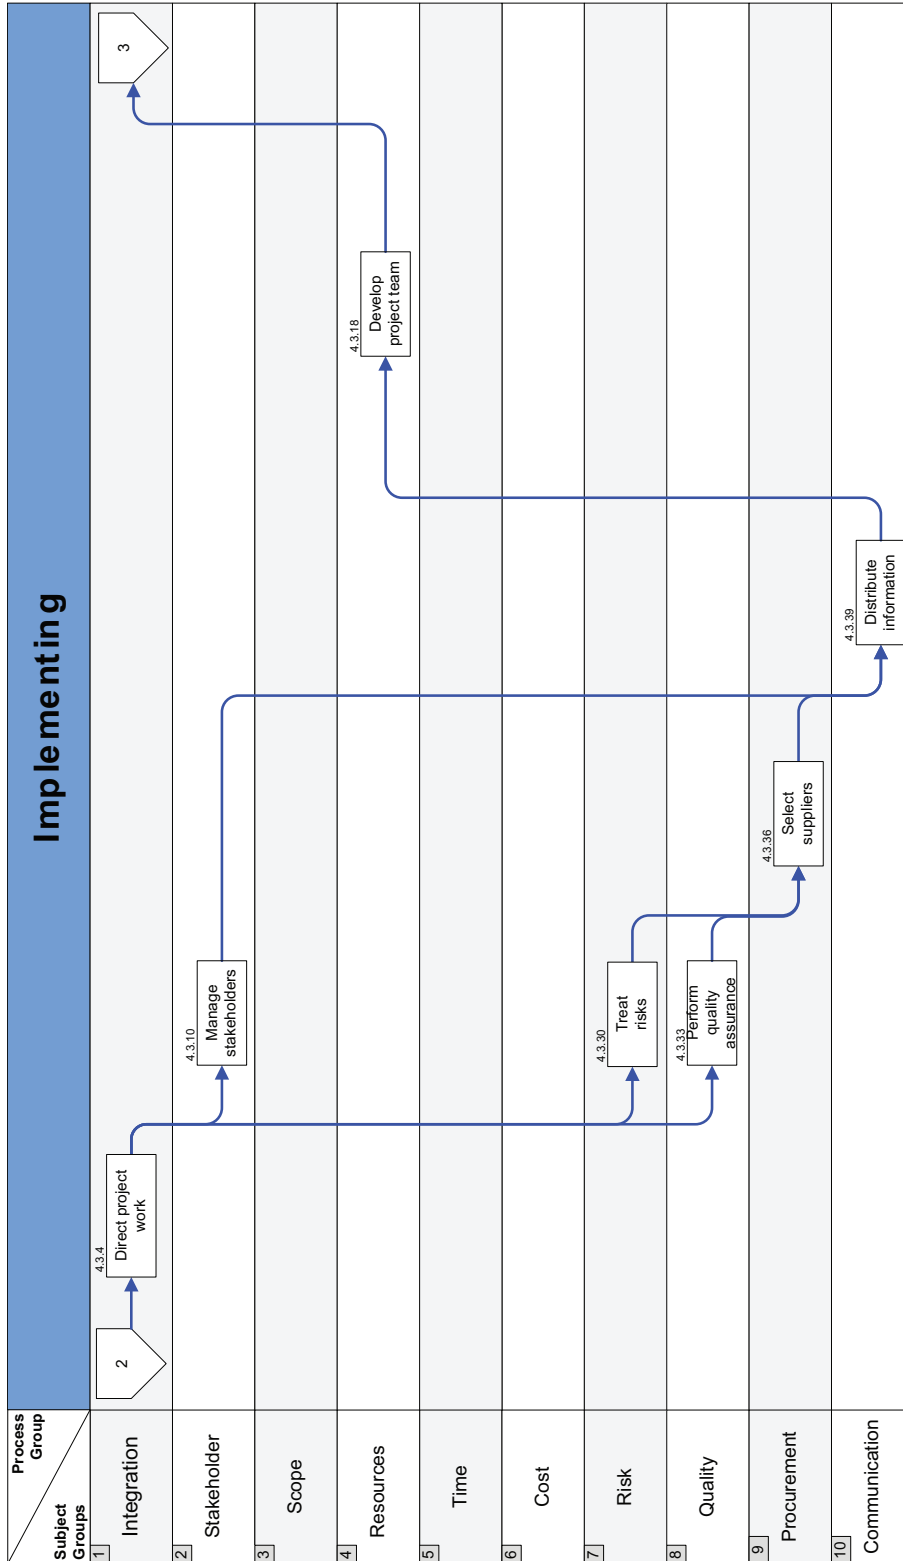 Process
Group
Subject
Groups
Implementing
1
Integration
2
4.3.4
Direct project
work
3
2
Stakeholder
4.3.10
Manage
stakeholders
3
Scope
4
Resources
4.3.18
Develop
project team
5
Time
6
Cost
7
Risk
4.3.30
Treat
risks
8
Quality
4.3.33
Perform
quality
assurance
9
Procurement
4.3.36
Select
suppliers
10
Communication
4.3.39
Distribute
information